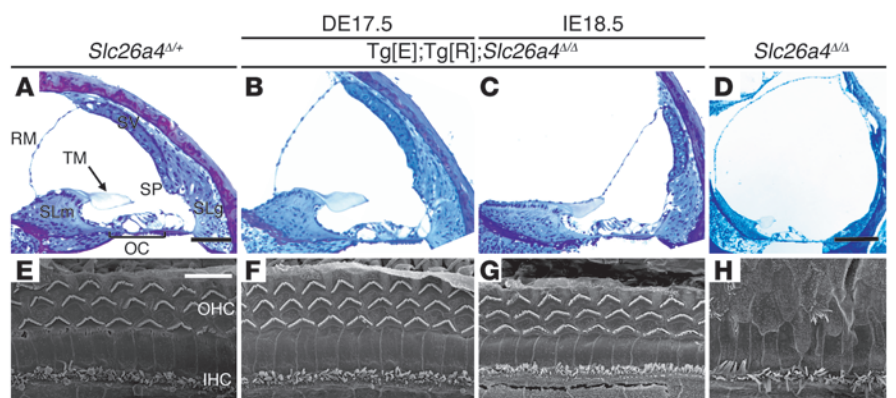 DE17.5 IE18.5
Slc26a4Δ/+ Tg[E];Tg[R];Slc26a4Δ/Δ Slc26a4Δ/Δ
A B C D
RM SV
TM
SP
SLm SLg
OC
E F G H
OHC
IHC